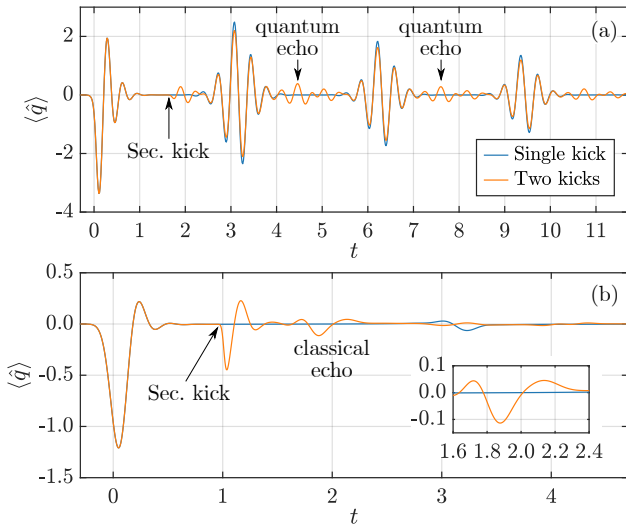 quantum
echo
quantum
echo
(a)
2
0
-2
-4
⟨q̂⟩
Sec. kick
Single kick
Two kicks
0 1 2 3 4 5 6 7 8 9 10 11
t
0.5
0.0
-0.5
-1.0
-1.5
⟨q̂⟩
(b)
Sec. kick
classical
echo
0.1
0.0
-0.1
1.6 1.8 2.0 2.2 2.4
0 1 2 3 4
t